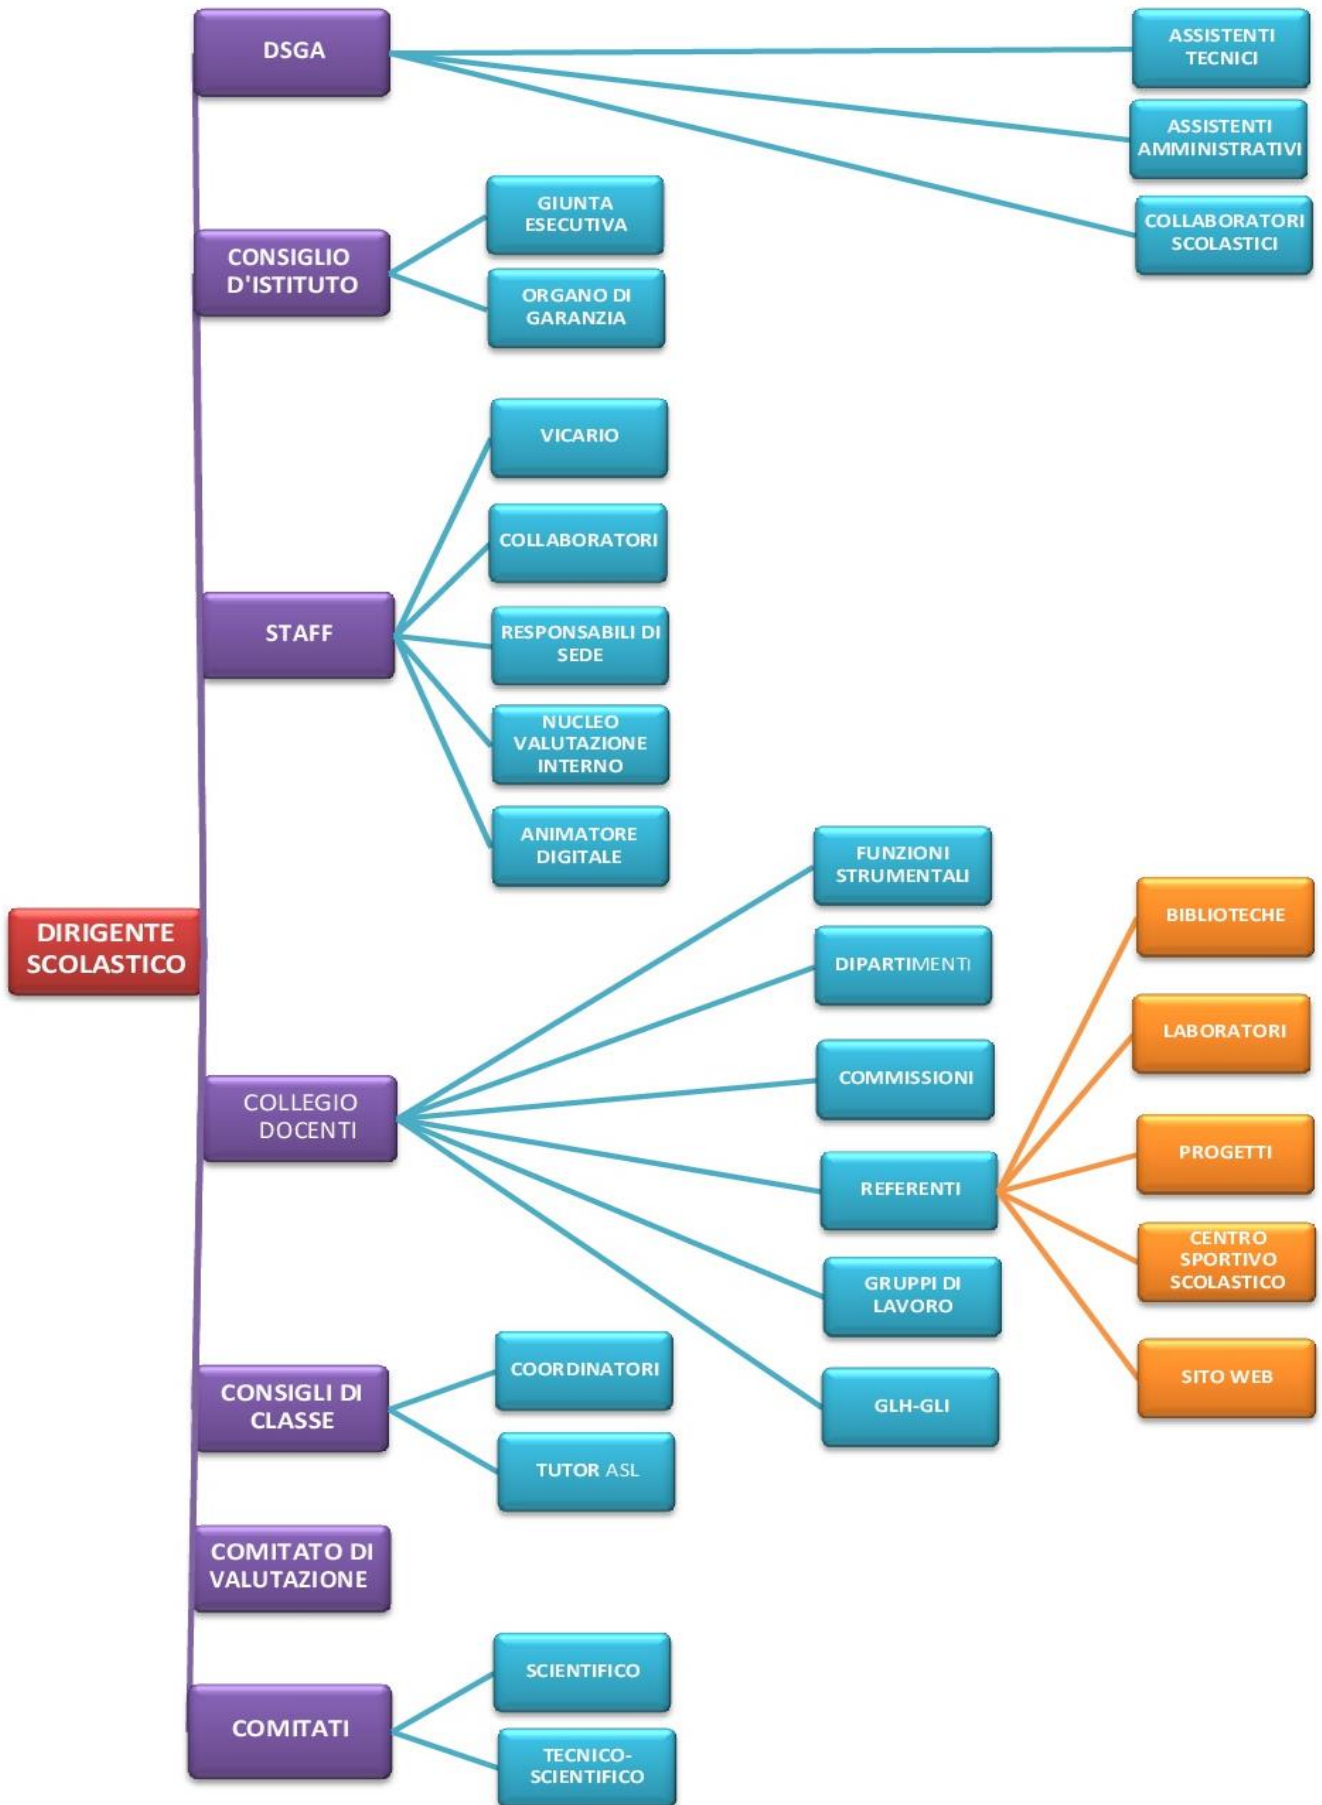 DSGA
ASSISTENTI
TECNICI
ASSISTENTI
AMMINISTRATIVI
COLLABORATORI
SCOLASTICI
CONSIGLIO
D'ISTITUTO
GIUNTA
ESECUTIVA
ORGANO DI
GARANZIA
STAFF
VICARIO
COLLABORATORI
RESPONSABILI DI
SEDE
NUCLEO
VALUTAZIONE
INTERNO
ANIMATORE
DIGITALE
DIRIGENTE
SCOLASTICO
COLLEGIO
DOCENTI
FUNZIONI
STRUMENTALI
DIPARTIMENTI
COMMISSIONI
REFERENTI
GRUPPI DI
LAVORO
GLH-GLI
BIBLIOTECHE
LABORATORI
PROGETTI
CENTRO
SPORTIVO
SCOLASTICO
SITO WEB
CONSIGLI DI
CLASSE
COORDINATORI
TUTOR ASL
COMITATO DI
VALUTAZIONE
COMITATI
SCIENTIFICO
TECNICO-
SCIENTIFICO